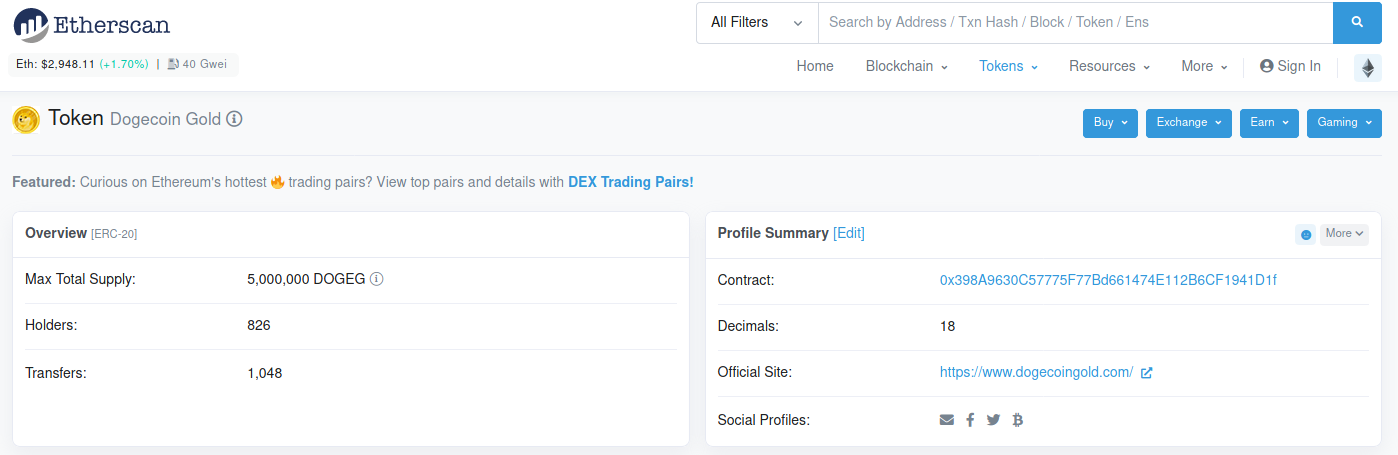 Etherscan
All Filters
Search by Address / Txn Hash / Block / Token / Ens
Eth: $2,948.11 (+1.70%) | 40 Gwei
Home Blockchain Tokens Resources More Sign In
Token Dogecoin Gold
Buy Exchange Earn Gaming
Featured: Curious on Ethereum's hottest 🔥 trading pairs? View top pairs and details with DEX Trading Pairs!
Overview [ERC-20]
Max Total Supply: 5,000,000 DOGEG
Holders: 826
Transfers: 1,048
Profile Summary [Edit]
More
Contract: 0x398A9630C57775F77Bd661474E112B6CF1941D1f
Decimals: 18
Official Site: https://www.dogecoingold.com/
Social Profiles: